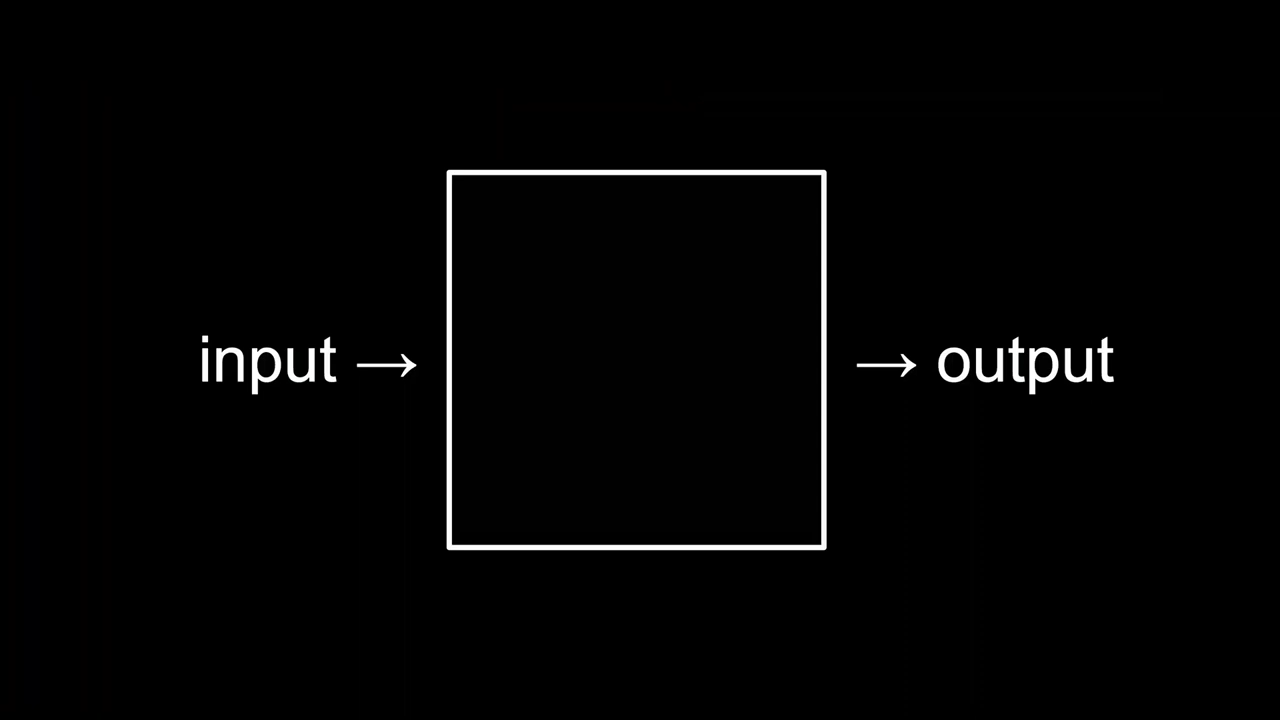 input → → output